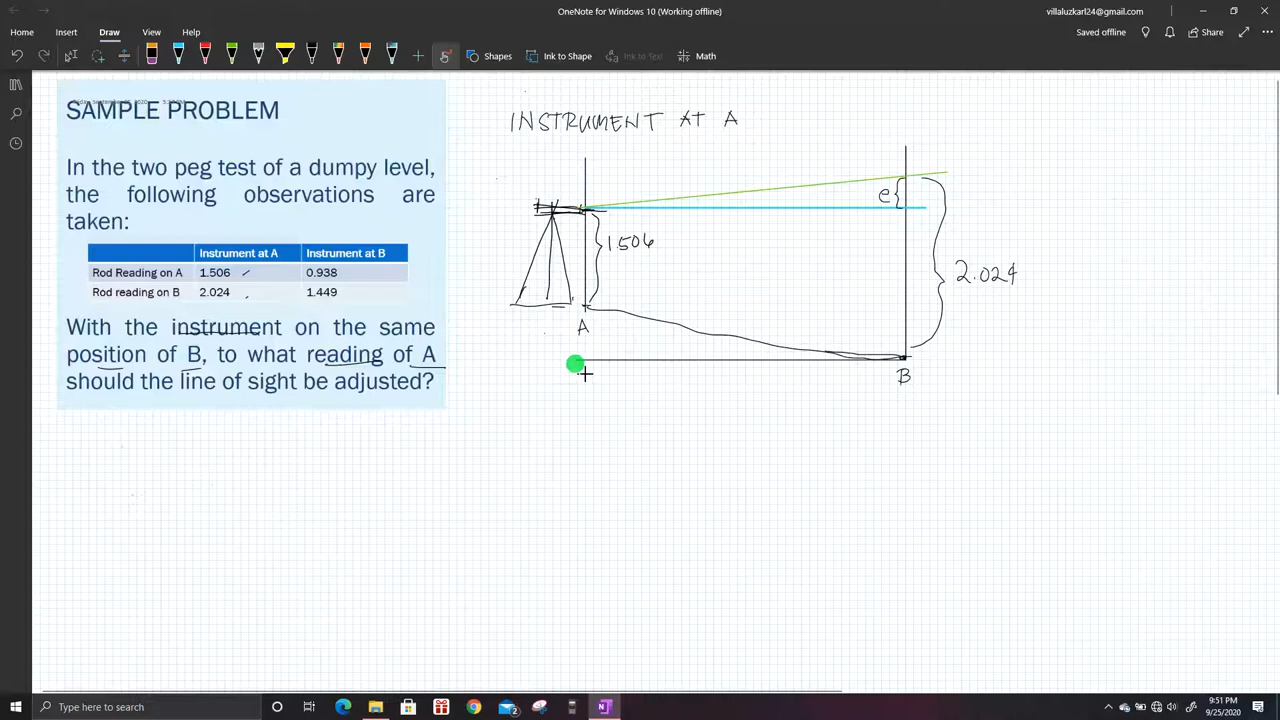 OneNote for Windows 10 (Working offline)
villaluzkarl24@gmail.com
Home Insert Draw View Help
Saved offline
Share
Shapes
Ink to Shape
Ink to Text
Math
SAMPLE PROBLEM
In the two peg test of a dumpy level,
the following observations are
taken:
Instrument at A Instrument at B
Rod Reading on A 1.506 0.938
Rod reading on B 2.024 1.449
With the instrument on the same
position of B, to what reading of A
should the line of sight be adjusted?
INSTRUMENT AT A
e
1.506
2.024
A
B
Type here to search
2
9:51 PM
9/25/2020